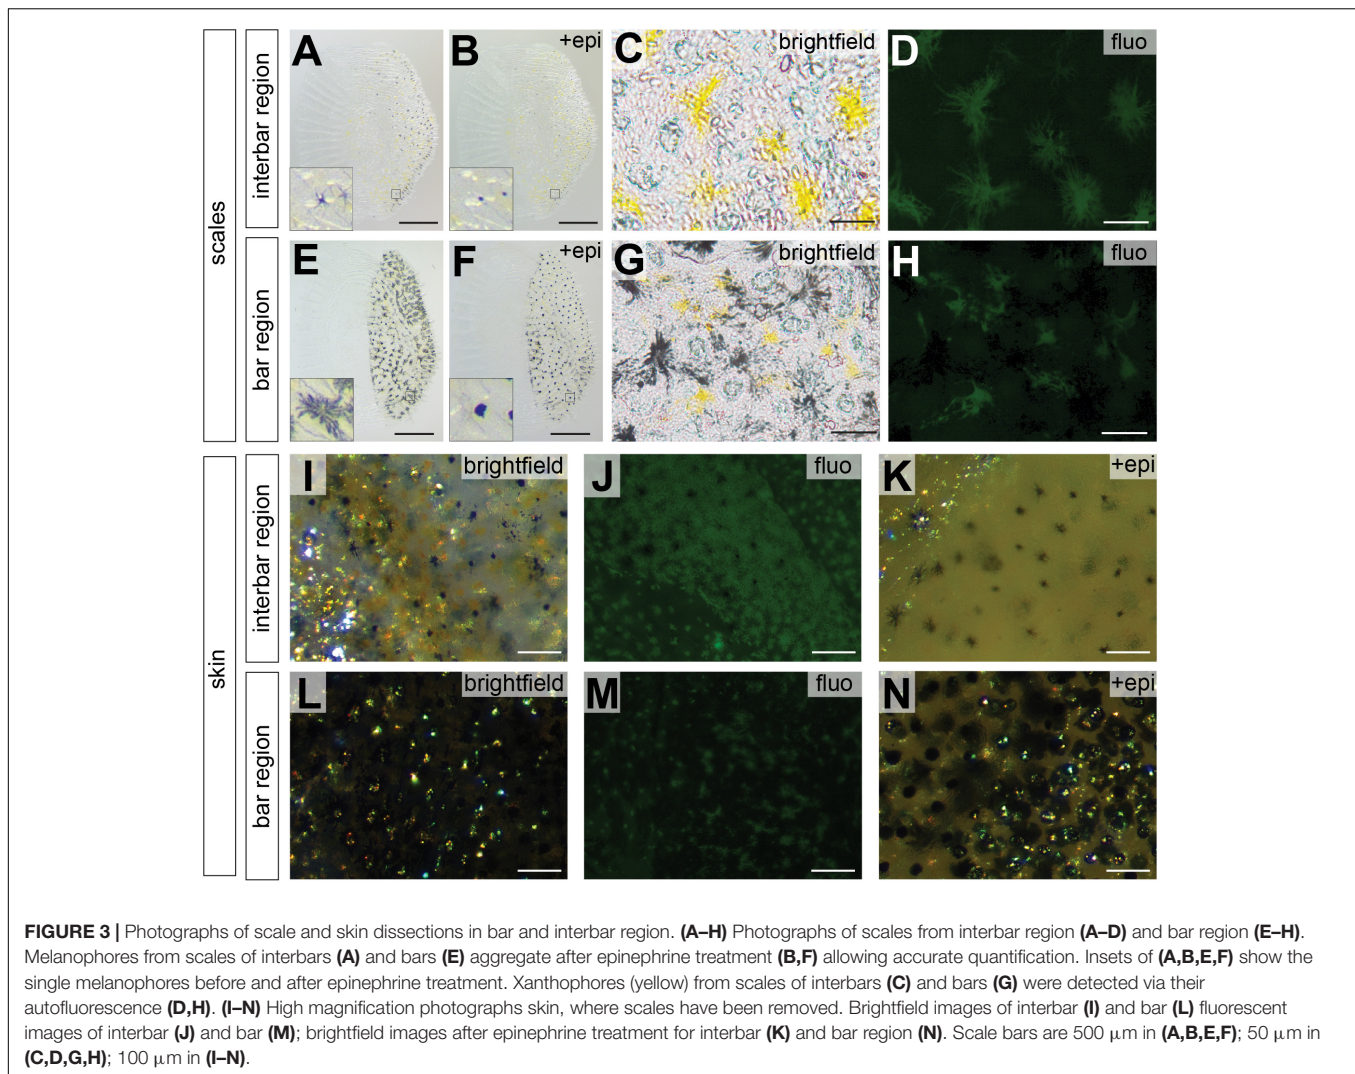 scales
interbar region
A
B
+epi
C
brightfield
D
fluo
bar region
E
F
+epi
G
brightfield
H
fluo
skin
interbar region
I
brightfield
J
fluo
K
+epi
bar region
L
brightfield
M
fluo
N
+epi
FIGURE 3 | Photographs of scale and skin dissections in bar and interbar region. (A–H) Photographs of scales from interbar region (A–D) and bar region (E–H).
Melanophores from scales of interbars (A) and bars (E) aggregate after epinephrine treatment (B,F) allowing accurate quantification. Insets of (A,B,E,F) show the
single melanophores before and after epinephrine treatment. Xanthophores (yellow) from scales of interbars (C) and bars (G) were detected via their
autofluorescence (D,H). (I–N) High magnification photographs skin, where scales have been removed. Brightfield images of interbar (I) and bar (L) fluorescent
images of interbar (J) and bar (M); brightfield images after epinephrine treatment for interbar (K) and bar region (N). Scale bars are 500 μm in (A,B,E,F); 50 μm in
(C,D,G,H); 100 μm in (I–N).